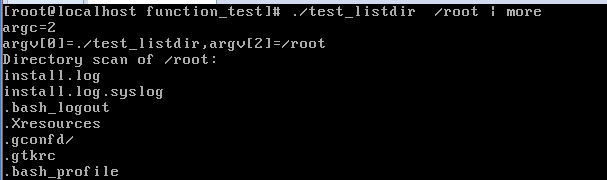 [root@localhost function_test]# ./test_listdir  /root | more
argc=2
argv[0]=./test_listdir,argv[2]=/root
Directory scan of /root:
install.log
install.log.syslog
.bash_logout
.Xresources
.gconfd/
.gtkrc
.bash_profile